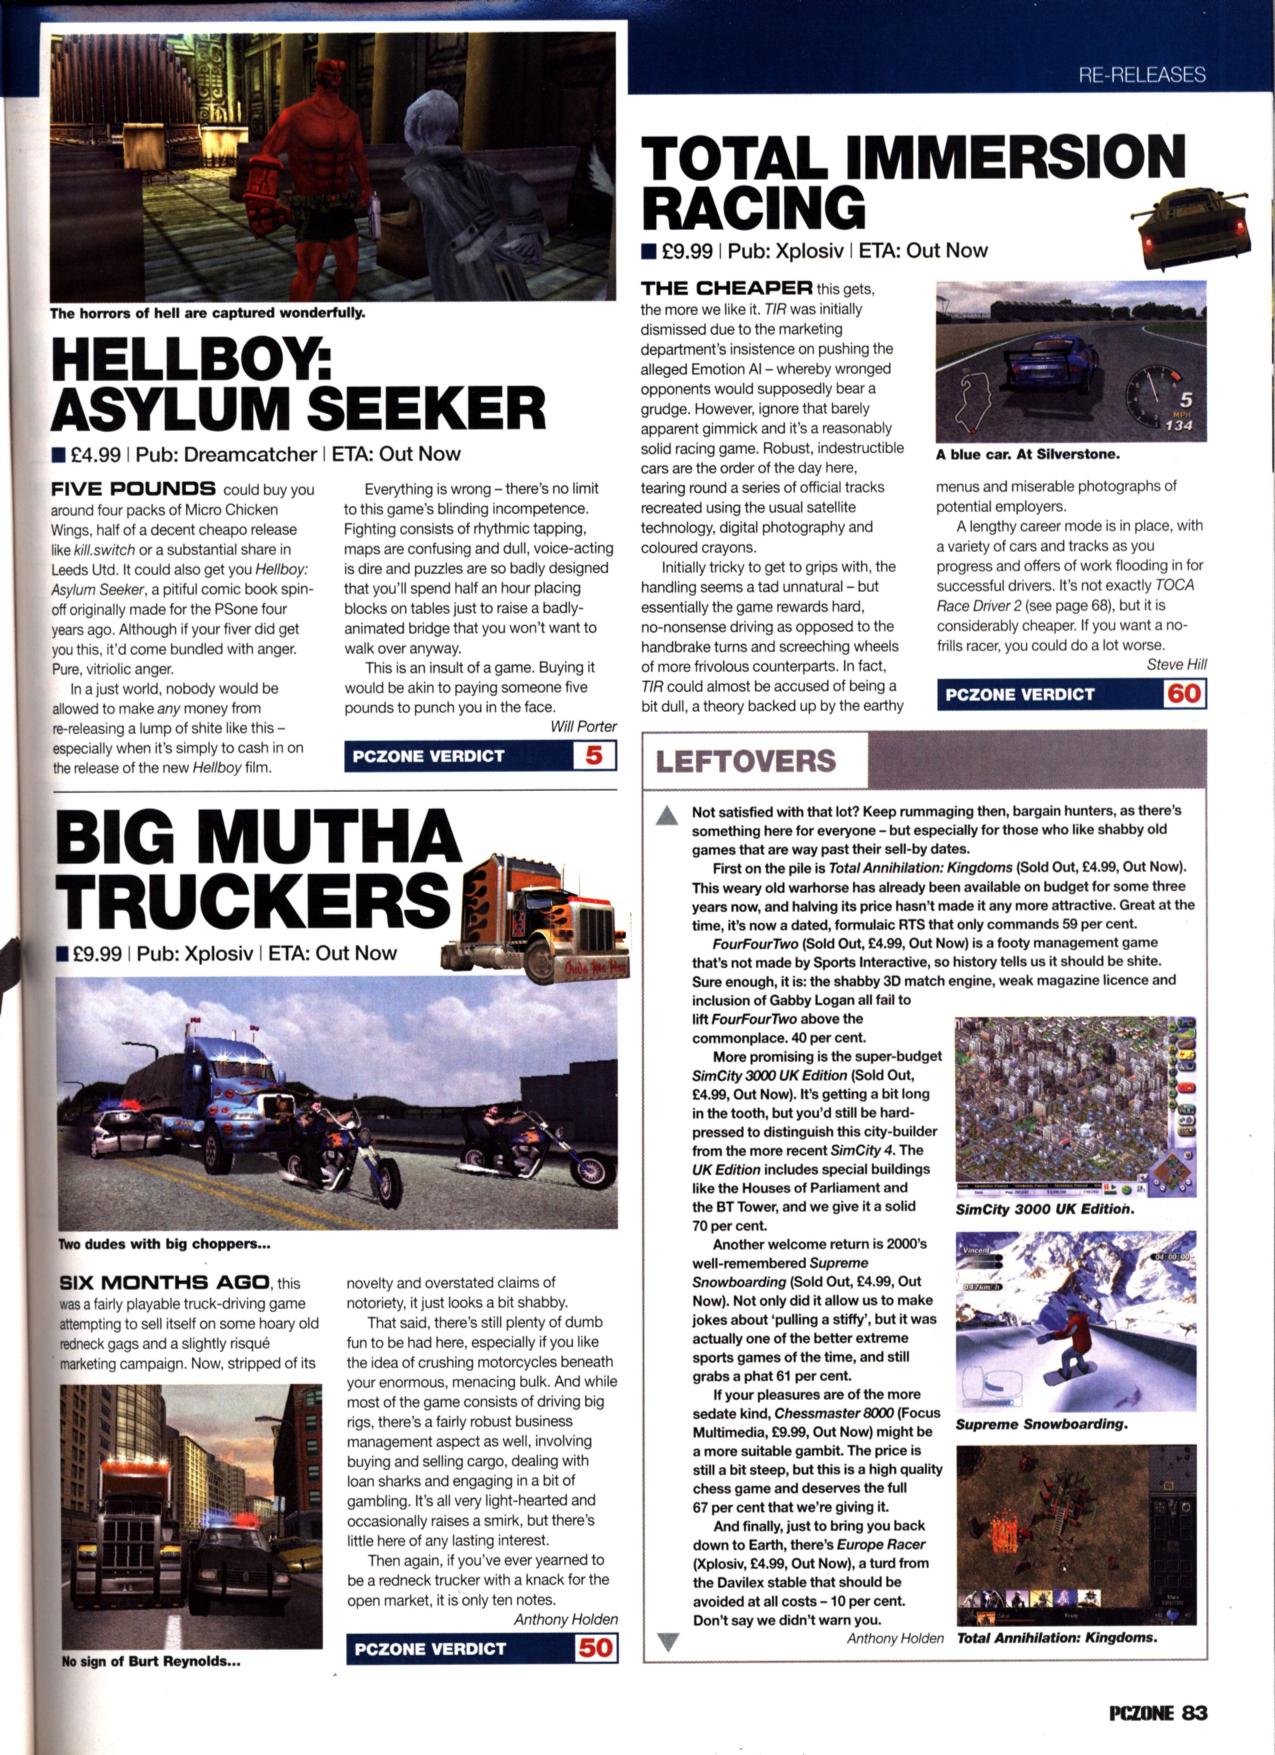 RE-RELEASES
The horrors of hell are captured wonderfully.
HELLBOY:
ASYLUM SEEKER
£4.99 | Pub: Dreamcatcher | ETA: Out Now
FIVE POUNDS could buy you
around four packs of Micro Chicken
Wings, half of a decent cheapo release
like kill.switch or a substantial share in
Leeds Utd. It could also get you Hellboy:
Asylum Seeker, a pitiful comic book spin-
off originally made for the PSone four
years ago. Although if your fiver did get
you this, it'd come bundled with anger.
Pure, vitriolic anger.
In a just world, nobody would be
allowed to make any money from
re-releasing a lump of shite like this –
especially when it's simply to cash in on
the release of the new Hellboy film.
Everything is wrong – there's no limit
to this game's blinding incompetence.
Fighting consists of rhythmic tapping,
maps are confusing and dull, voice-acting
is dire and puzzles are so badly designed
that you'll spend half an hour placing
blocks on tables just to raise a badly-
animated bridge that you won't want to
walk over anyway.
This is an insult of a game. Buying it
would be akin to paying someone five
pounds to punch you in the face.
Will Porter
PCZONE VERDICT 5
BIG MUTHA
TRUCKERS
£9.99 | Pub: Xplosiv | ETA: Out Now
Two dudes with big choppers...
SIX MONTHS AGO, this
was a fairly playable truck-driving game
attempting to sell itself on some hoary old
redneck gags and a slightly risqué
marketing campaign. Now, stripped of its
No sign of Burt Reynolds...
novelty and overstated claims of
notoriety, it just looks a bit shabby.
That said, there's still plenty of dumb
fun to be had here, especially if you like
the idea of crushing motorcycles beneath
your enormous, menacing bulk. And while
most of the game consists of driving big
rigs, there's a fairly robust business
management aspect as well, involving
buying and selling cargo, dealing with
loan sharks and engaging in a bit of
gambling. It's all very light-hearted and
occasionally raises a smirk, but there's
little here of any lasting interest.
Then again, if you've ever yearned to
be a redneck trucker with a knack for the
open market, it is only ten notes.
Anthony Holden
PCZONE VERDICT 50
TOTAL IMMERSION
RACING
£9.99 | Pub: Xplosiv | ETA: Out Now
THE CHEAPER this gets,
the more we like it. TIR was initially
dismissed due to the marketing
department's insistence on pushing the
alleged Emotion AI – whereby wronged
opponents would supposedly bear a
grudge. However, ignore that barely
apparent gimmick and it's a reasonably
solid racing game. Robust, indestructible
cars are the order of the day here,
tearing round a series of official tracks
recreated using the usual satellite
technology, digital photography and
coloured crayons.
Initially tricky to get to grips with, the
handling seems a tad unnatural – but
essentially the game rewards hard,
no-nonsense driving as opposed to the
handbrake turns and screeching wheels
of more frivolous counterparts. In fact,
TIR could almost be accused of being a
bit dull, a theory backed up by the earthy
5
MPH
134
A blue car. At Silverstone.
menus and miserable photographs of
potential employers.
A lengthy career mode is in place, with
a variety of cars and tracks as you
progress and offers of work flooding in for
successful drivers. It's not exactly TOCA
Race Driver 2 (see page 68), but it is
considerably cheaper. If you want a no-
frills racer, you could do a lot worse.
Steve Hill
PCZONE VERDICT 60
LEFTOVERS
Not satisfied with that lot? Keep rummaging then, bargain hunters, as there's
something here for everyone – but especially for those who like shabby old
games that are way past their sell-by dates.
First on the pile is Total Annihilation: Kingdoms (Sold Out, £4.99, Out Now).
This weary old warhorse has already been available on budget for some three
years now, and halving its price hasn't made it any more attractive. Great at the
time, it's now a dated, formulaic RTS that only commands 59 per cent.
FourFourTwo (Sold Out, £4.99, Out Now) is a footy management game
that's not made by Sports Interactive, so history tells us it should be shite.
Sure enough, it is: the shabby 3D match engine, weak magazine licence and
inclusion of Gabby Logan all fail to
lift FourFourTwo above the
commonplace. 40 per cent.
More promising is the super-budget
SimCity 3000 UK Edition (Sold Out,
£4.99, Out Now). It's getting a bit long
in the tooth, but you'd still be hard-
pressed to distinguish this city-builder
from the more recent SimCity 4. The
UK Edition includes special buildings
like the Houses of Parliament and
the BT Tower, and we give it a solid
70 per cent.
Another welcome return is 2000's
well-remembered Supreme
Snowboarding (Sold Out, £4.99, Out
Now). Not only did it allow us to make
jokes about 'pulling a stiffy', but it was
actually one of the better extreme
sports games of the time, and still
grabs a phat 61 per cent.
If your pleasures are of the more
sedate kind, Chessmaster 8000 (Focus
Multimedia, £9.99, Out Now) might be
a more suitable gambit. The price is
still a bit steep, but this is a high quality
chess game and deserves the full
67 per cent that we're giving it.
And finally, just to bring you back
down to Earth, there's Europe Racer
(Xplosiv, £4.99, Out Now), a turd from
the Davilex stable that should be
avoided at all costs – 10 per cent.
Don't say we didn't warn you.
Anthony Holden
SimCity 3000 UK Edition.
Vincent
04:00:00
Supreme Snowboarding.
Total Annihilation: Kingdoms.
PCZONE 83